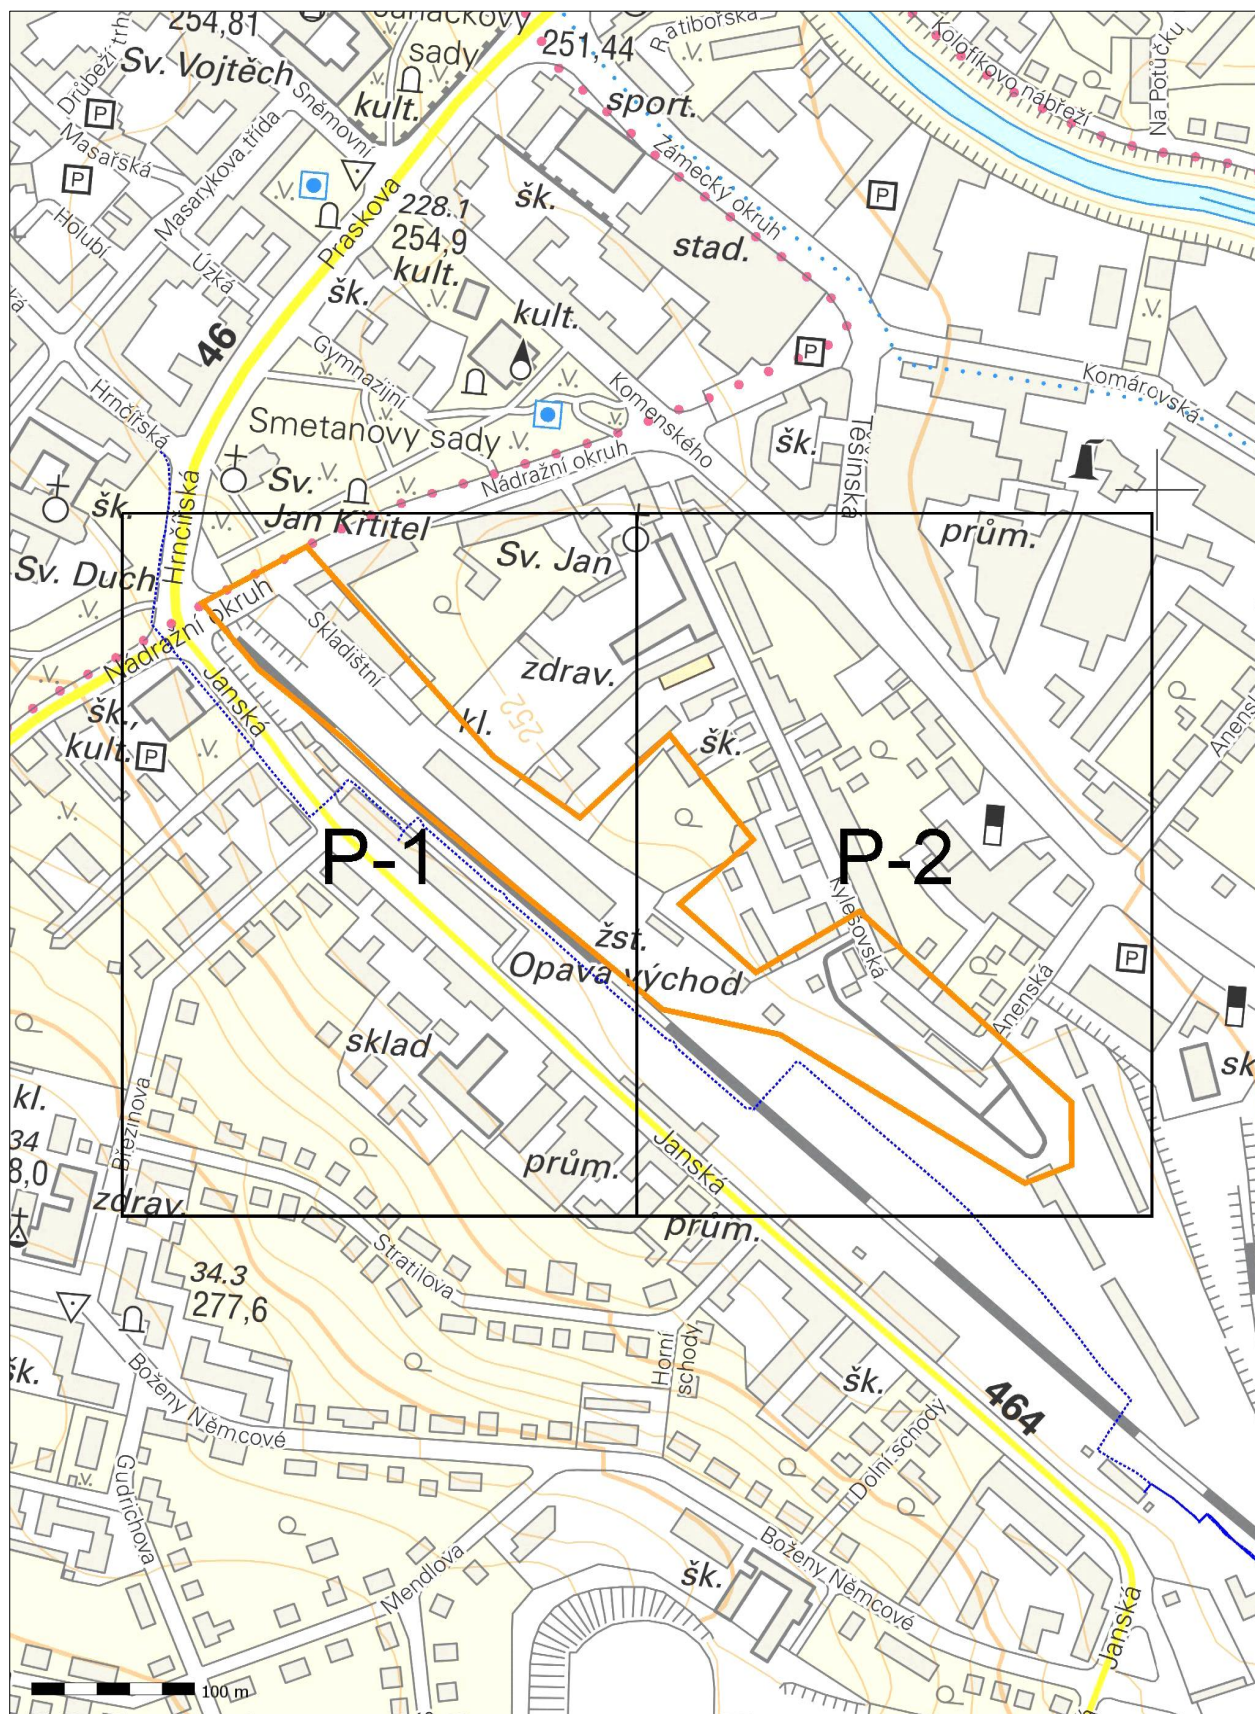 254,81
Janáčkovy
sady
251,44
Ratibořská
Kolofíkovo nábřeží
Na Potůčku
Drůbeží trh
Sv. Vojtěch
Sněmovní
kult.
sport.
P
Masařská
Masarykova třída
Zámecký okruh
P
P
Holubí
Úzká
Praskova
228.1
254,9
kult.
šk.
stad.
šk.
kult.
46
Gymnazijní
P
Hrnčířská
Smetanovy sady
Komenského
Komárovská
Těšínská
šk.
Sv.
Jan Křtitel
Nádražní okruh
šk.
Hrnčířská
prům.
Sv. Jan
Sv. Duch
Nádražní Okruh
Skladištní
zdrav.
252
kl.
šk.
Janská
šk.,
kult.
P
Anenská
P-1
P-2
Kylešovská
žst.
Opava východ
P
Anenská
sklad
sk
kl.
34
8,0
Březinova
zdrav.
prům.
Janská
prům.
Stratilova
34.3
277,6
Horní
schody
šk.
464
šk.
Boženy Němcové
Dolní schody
Gudrichova
Mendlova
šk.
Boženy Němcové
Janská
100 m